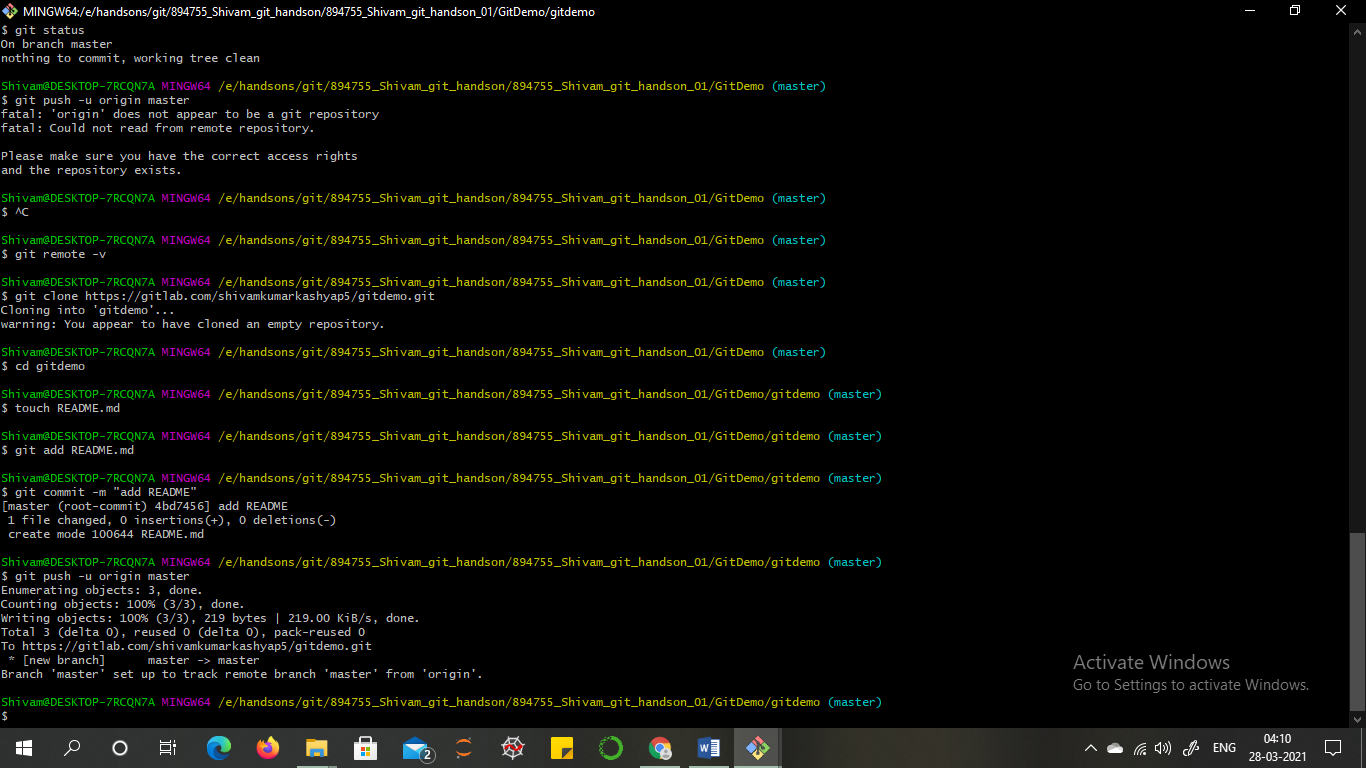 MINGW64:/e/handsons/git/894755_Shivam_git_handson/894755_Shivam_git_handson_01/GitDemo/gitdemo
$ git status
On branch master
nothing to commit, working tree clean
Shivam@DESKTOP-7RCQN7A MINGW64 /e/handsons/git/894755_Shivam_git_handson/894755_Shivam_git_handson_01/GitDemo (master)
$ git push -u origin master
fatal: 'origin' does not appear to be a git repository
fatal: Could not read from remote repository.
Please make sure you have the correct access rights
and the repository exists.
Shivam@DESKTOP-7RCQN7A MINGW64 /e/handsons/git/894755_Shivam_git_handson/894755_Shivam_git_handson_01/GitDemo (master)
$ ^C
Shivam@DESKTOP-7RCQN7A MINGW64 /e/handsons/git/894755_Shivam_git_handson/894755_Shivam_git_handson_01/GitDemo (master)
$ git remote -v
Shivam@DESKTOP-7RCQN7A MINGW64 /e/handsons/git/894755_Shivam_git_handson/894755_Shivam_git_handson_01/GitDemo (master)
$ git clone https://gitlab.com/shivamkumarkashyap5/gitdemo.git
Cloning into 'gitdemo'...
warning: You appear to have cloned an empty repository.
Shivam@DESKTOP-7RCQN7A MINGW64 /e/handsons/git/894755_Shivam_git_handson/894755_Shivam_git_handson_01/GitDemo (master)
$ cd gitdemo
Shivam@DESKTOP-7RCQN7A MINGW64 /e/handsons/git/894755_Shivam_git_handson/894755_Shivam_git_handson_01/GitDemo/gitdemo (master)
$ touch README.md
Shivam@DESKTOP-7RCQN7A MINGW64 /e/handsons/git/894755_Shivam_git_handson/894755_Shivam_git_handson_01/GitDemo/gitdemo (master)
$ git add README.md
Shivam@DESKTOP-7RCQN7A MINGW64 /e/handsons/git/894755_Shivam_git_handson/894755_Shivam_git_handson_01/GitDemo/gitdemo (master)
$ git commit -m "add README"
[master (root-commit) 4bd7456] add README
1 file changed, 0 insertions(+), 0 deletions(-)
create mode 100644 README.md
Shivam@DESKTOP-7RCQN7A MINGW64 /e/handsons/git/894755_Shivam_git_handson/894755_Shivam_git_handson_01/GitDemo/gitdemo (master)
$ git push -u origin master
Enumerating objects: 3, done.
Counting objects: 100% (3/3), done.
Writing objects: 100% (3/3), 219 bytes | 219.00 KiB/s, done.
Total 3 (delta 0), reused 0 (delta 0), pack-reused 0
To https://gitlab.com/shivamkumarkashyap5/gitdemo.git
* [new branch]      master -> master
Branch 'master' set up to track remote branch 'master' from 'origin'.
Shivam@DESKTOP-7RCQN7A MINGW64 /e/handsons/git/894755_Shivam_git_handson/894755_Shivam_git_handson_01/GitDemo/gitdemo (master)
$
Activate Windows
Go to Settings to activate Windows.
2
ENG
04:10
28-03-2021